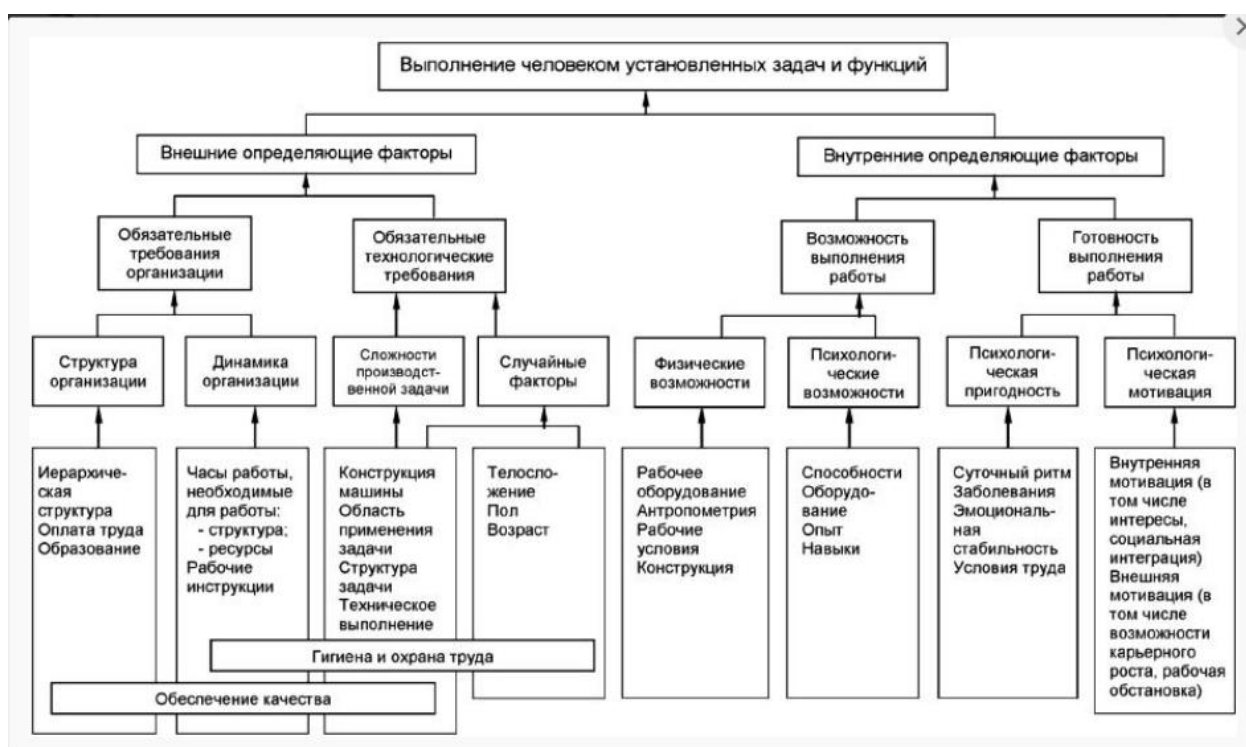 Выполнение человеком установленных задач и функций
Внешние определяющие факторы
Внутренние определяющие факторы
Обязательные
требования
организации
Обязательные
технологические
требования
Возможность
выполнения
работы
Готовность
выполнения
работы
Структура
организации
Динамика
организации
Сложности
производст-
венной задачи
Случайные
факторы
Физические
возможности
Психологи-
ческие
возможности
Психологи-
ческая
пригодность
Психологи-
ческая
мотивация
Иерархиче-
ская
структура
Оплата труда
Образование
Часы работы,
необходимые
для работы:
- структура;
- ресурсы
Рабочие
инструкции
Конструкция
машины
Область
применения
задачи
Структура
задачи
Техническое
выполнение
Телосло-
жение
Пол
Возраст
Рабочее
оборудование
Антропометрия
Рабочие
условия
Конструкция
Способности
Оборудо-
вание
Опыт
Навыки
Суточный ритм
Заболевания
Эмоциональ-
ная
стабильность
Условия труда
Внутренняя
мотивация (в
том числе
интересы,
социальная
интеграция)
Внешняя
мотивация (в
том числе
возможности
карьерного
роста, рабочая
обстановка)
Гигиена и охрана труда
Обеспечение качества